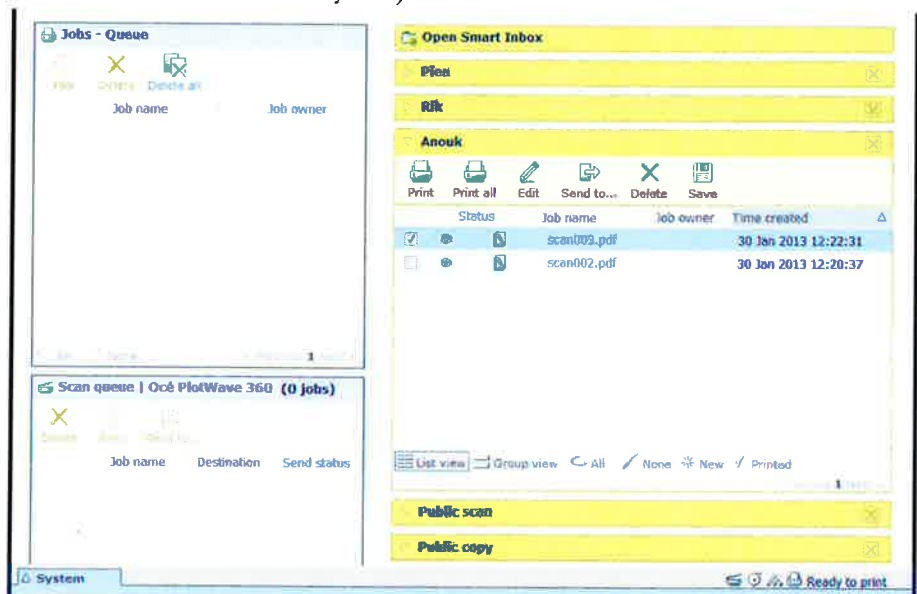 Jobs - Queue
Delete Delete all
Job name Job owner
1
Scan queue | Océ PlotWave 360 (0 jobs)
Job name Destination Send status
Open Smart Inbox
Pien
Rik
Anouk
Print Print all Edit Send to... Delete Save
Status Job name Job owner Time created
scan009.pdf 30 Jan 2013 12:22:31
scan002.pdf 30 Jan 2013 12:20:37
List view Group view All None New Printed
1
Public scan
Public copy
System Ready to print